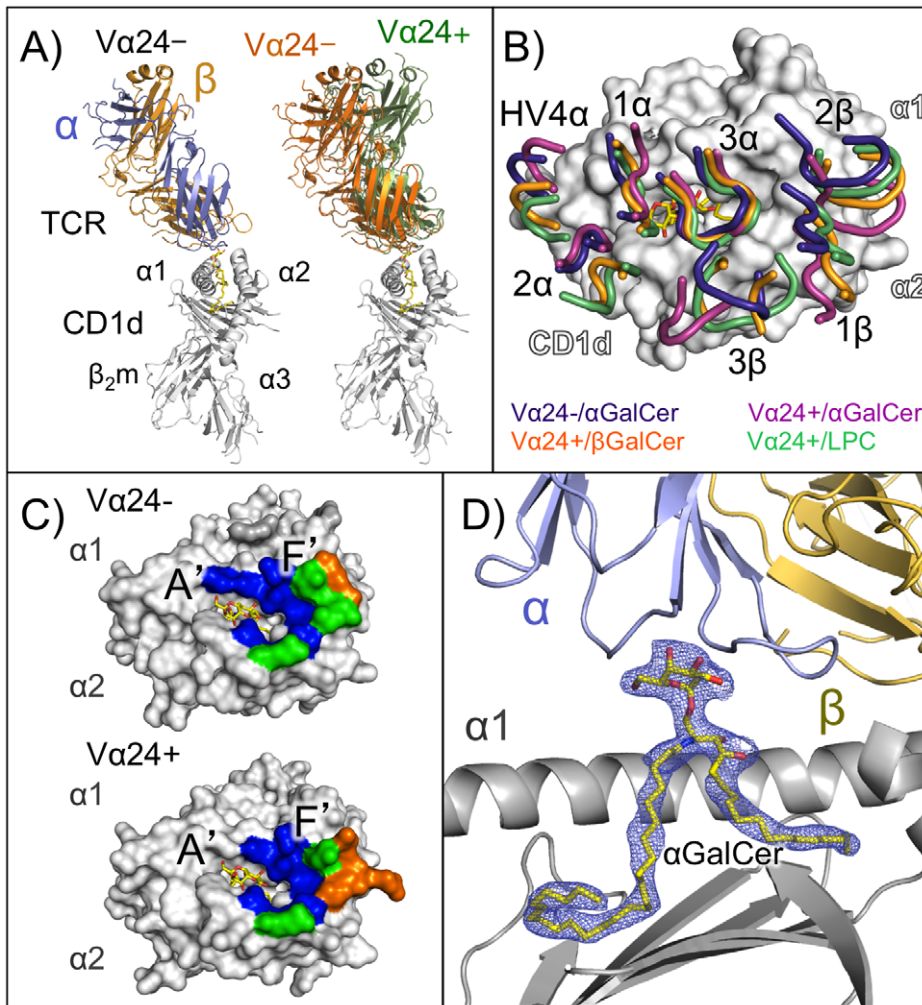 A)
Vα24−
Vα24−
Vα24+
β
α
TCR
α1
α2
CD1d
β₂m
α3
B)
HV4α
1α
3α
2β
α1
2α
α2
CD1d
3β
1β
Vα24-/αGalCer
Vα24+/αGalCer
Vα24+/βGalCer
Vα24+/LPC
C)
Vα24-
α1
A’
F’
α2
Vα24+
α1
A’
F’
α2
D)
α
β
α1
αGalCer